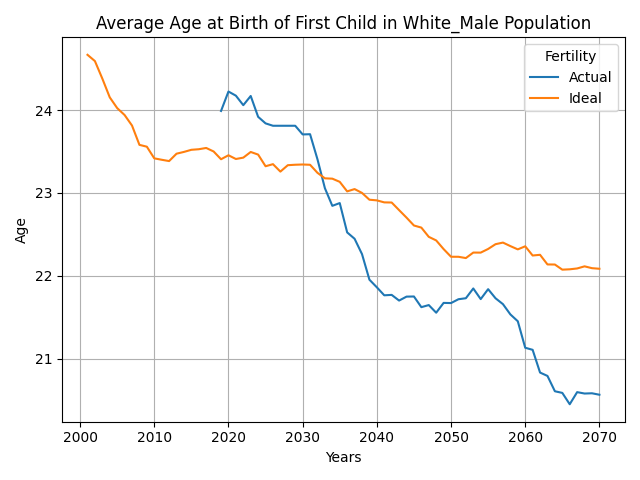 Average Age at Birth of First Child in White_Male Population
Fertility
Actual
Ideal
Age
24
23
22
21
2000 2010 2020 2030 2040 2050 2060 2070
Years